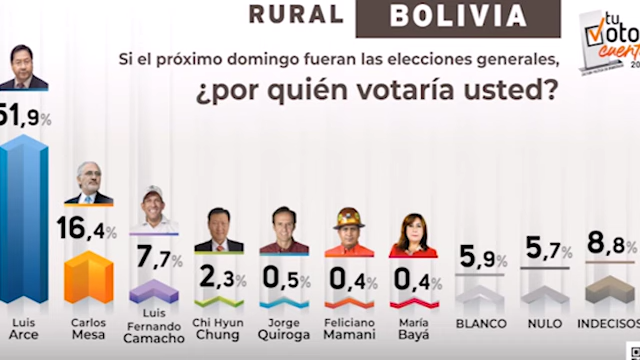 RURAL BOLIVIA
tu
Voto
cuenta
Si el próximo domingo fueran las elecciones generales,
¿por quién votaría usted?
51,9%
16,4%
7,7%
2,3%
0,5%
0,4%
0,4%
5,9%
5,7%
8,8%
Luis
Arce
Carlos
Mesa
Luis
Fernando
Camacho
Chi Hyun
Chung
Jorge
Quiroga
Feliciano
Mamani
María
Bayá
BLANCO
NULO
INDECISOS